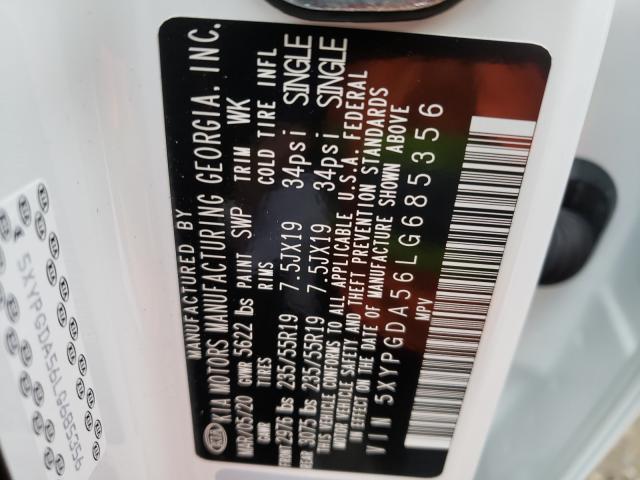 MANUFACTURED BY
KIA KIA MOTORS MANUFACTURING GEORGIA, INC.
MAR/05/20 GVWR 5622 lbs PAINT SWP TRIM WK
GAWR TIRES RIMS COLD TIRE INFL
FRONT 2976 lbs 235/55R19 7.5JX19 34psi SINGLE
REAR 3075 lbs 235/55R19 7.5JX19 34psi SINGLE
THIS VEHICLE CONFORMS TO ALL APPLICABLE U.S.A. FEDERAL
MOTOR VEHICLE SAFETY AND THEFT PREVENTION STANDARDS
IN EFFECT ON THE DATE OF MANUFACTURE SHOWN ABOVE
VIN 5XYPGDA56LG685356
MPV
5XYPGDA56LG685356